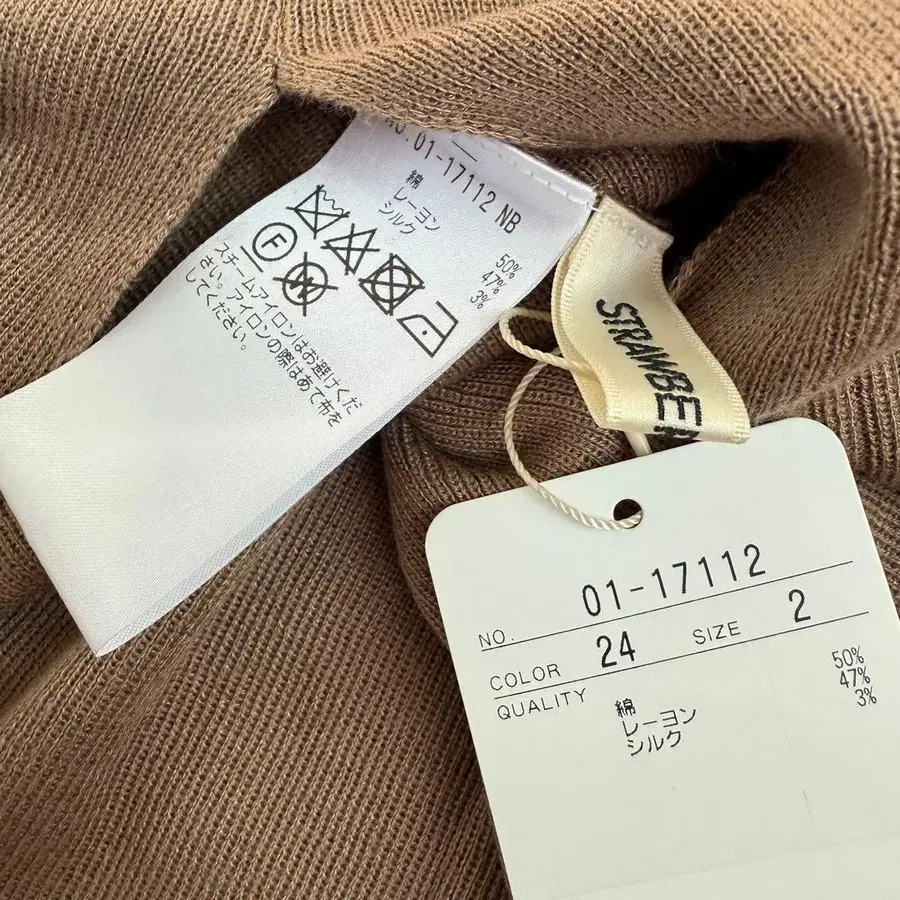 NO. 01-17112 NB
綿 50%
レーヨン 47%
シルク 3%
F
スチームアイロンはお避けくだ
さい。アイロンの際はあて布を
してください。
STRAWBE
NO. 01-17112
COLOR 24 SIZE 2
QUALITY
綿 50%
レーヨン 47%
シルク 3%